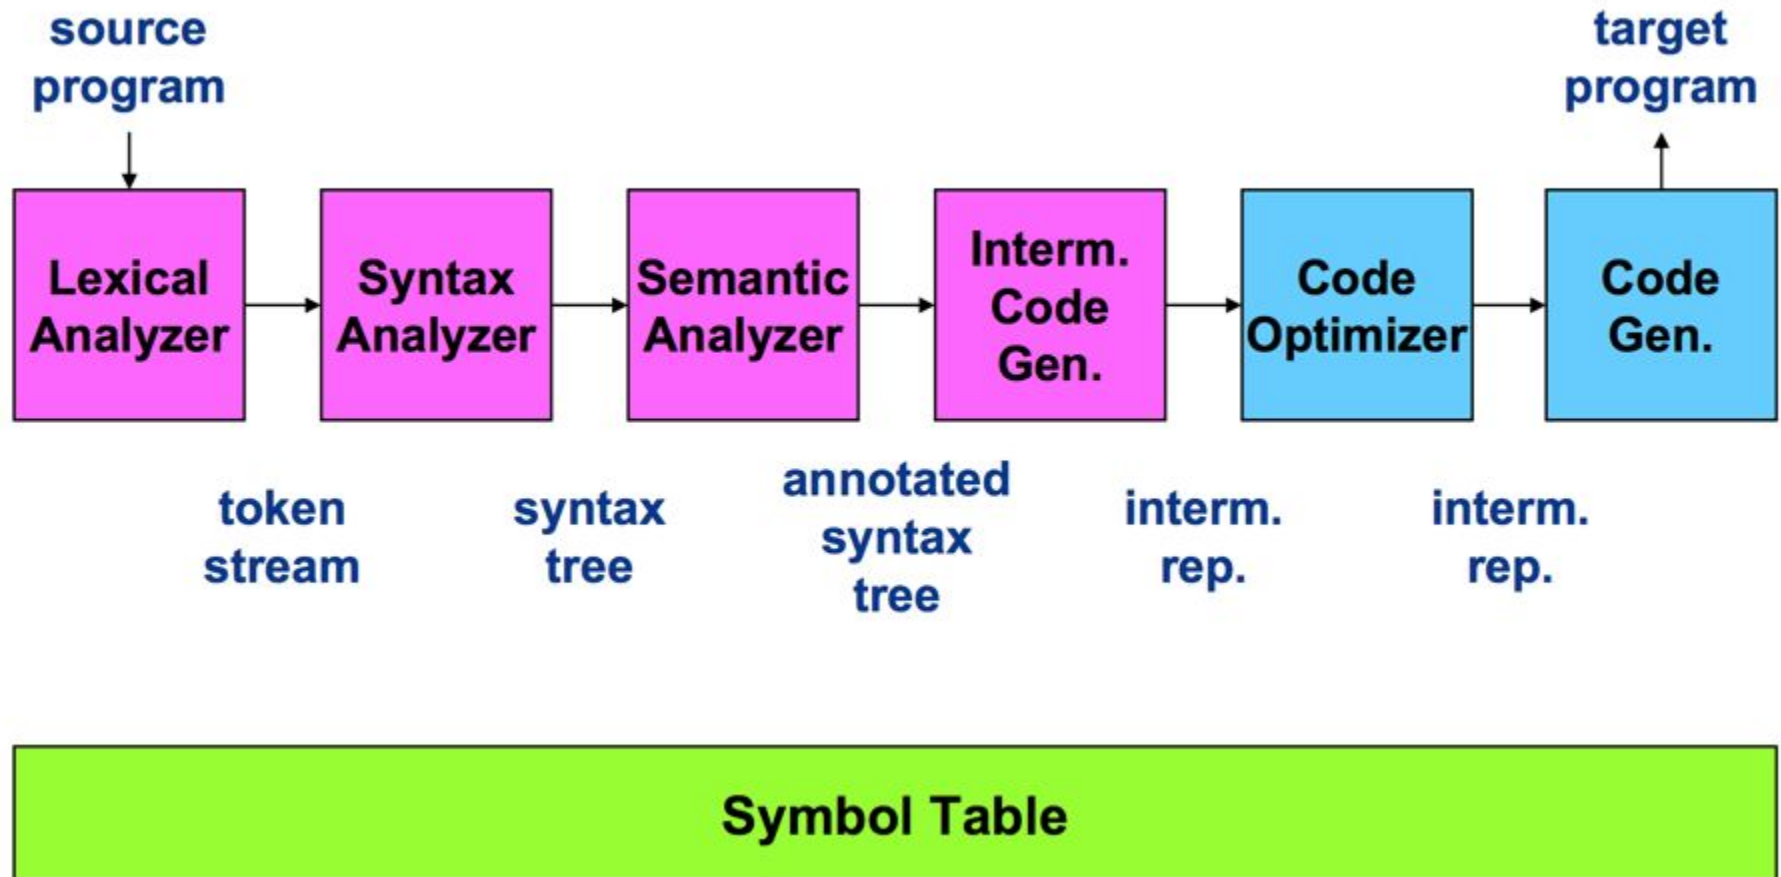 source
program
target
program
Lexical
Analyzer
Syntax
Analyzer
Semantic
Analyzer
Interm.
Code
Gen.
Code
Optimizer
Code
Gen.
token
stream
syntax
tree
annotated
syntax
tree
interm.
rep.
interm.
rep.
Symbol Table